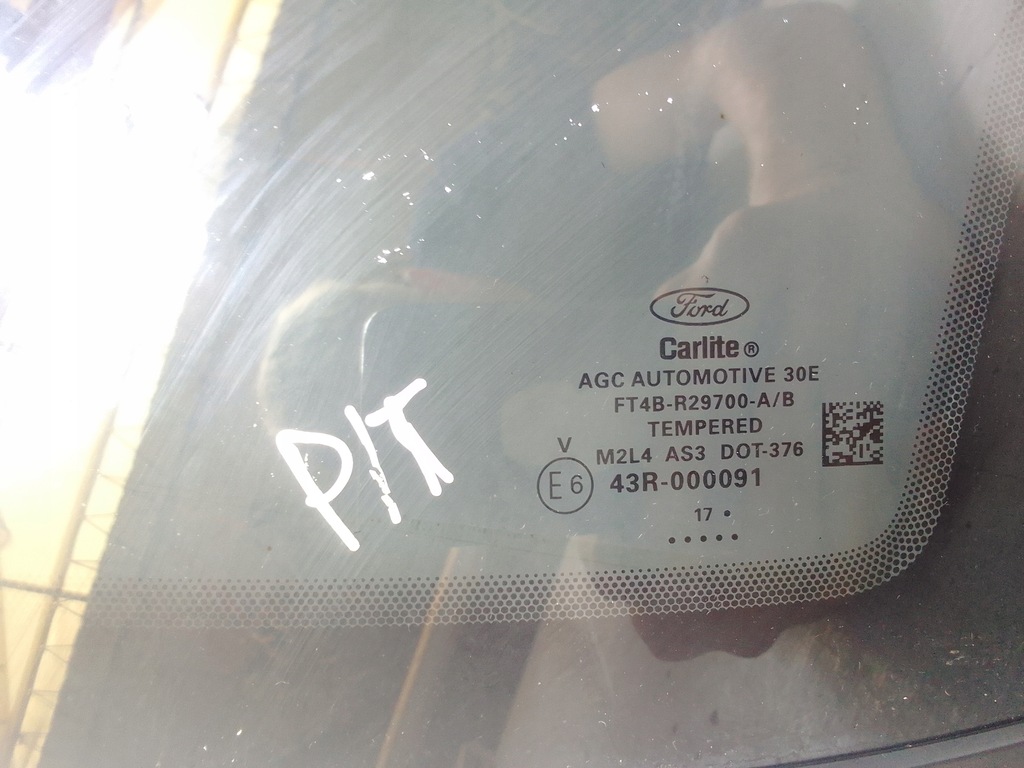 Ford
Carlite®
AGC AUTOMOTIVE 30E
FT4B-R29700-A/B
TEMPERED
V
M2L4 AS3 DOT-376
E6
43R-000091
17 •
• • • • •
P/T